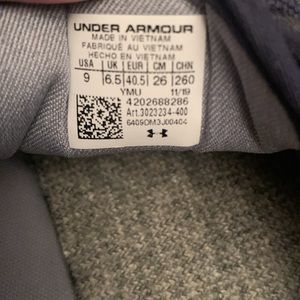 UNDER ARMOUR
MADE IN VIETNAM
FABRIQUÉ AU VIETNAM
HECHO EN VIETNAM
USA UK EUR CM CHN
9 6.5 40.5 26 260
YMU 11/19
4202688286
Art.3023234-400
6409DM3J00404